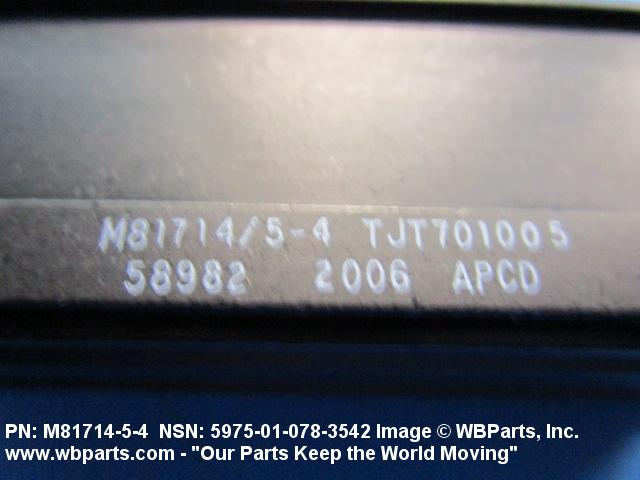 M81714/5-4 TJT701005
58982 2006 APCD
PN: M81714-5-4 NSN: 5975-01-078-3542 Image © WBParts, Inc.
www.wbparts.com - "Our Parts Keep the World Moving"